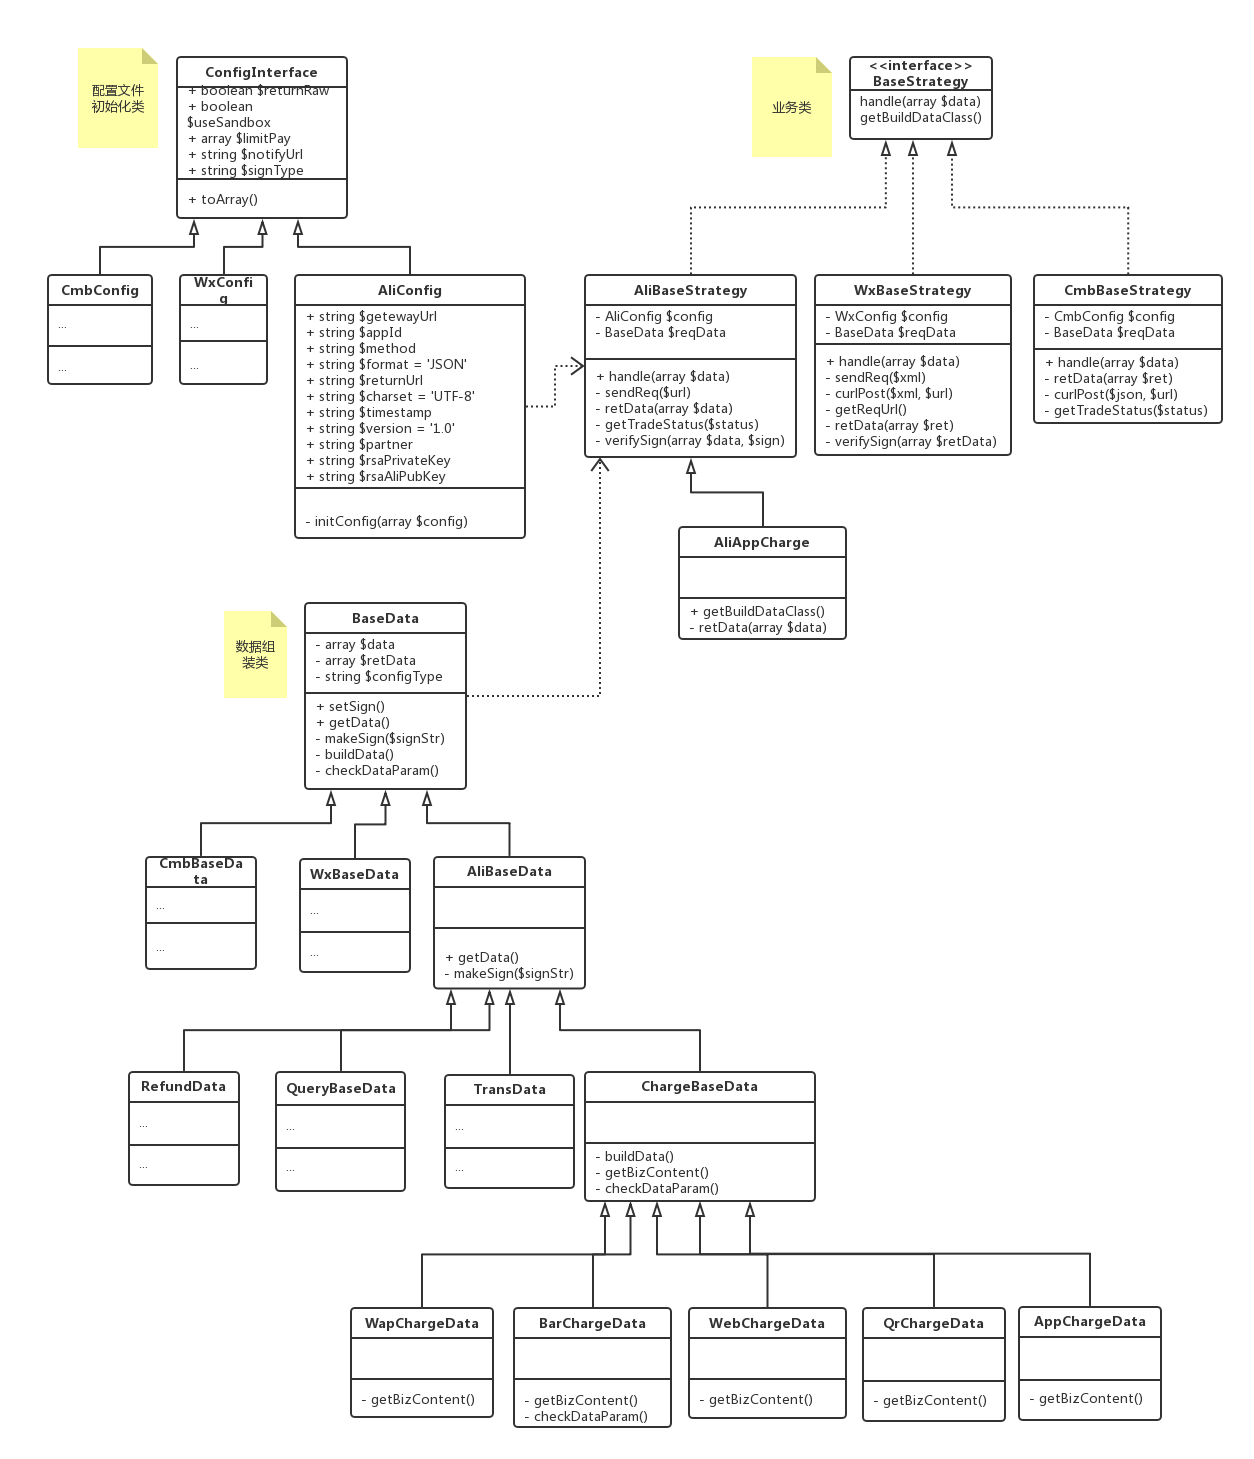 配置文件
初始化类
ConfigInterface
+ boolean $returnRaw
+ boolean
$useSandbox
+ array $limitPay
+ string $notifyUrl
+ string $signType
+ toArray()
业务类
<<interface>>
BaseStrategy
handle(array $data)
getBuildDataClass()
CmbConfig
...
...
WxConfi
g
...
...
AliConfig
+ string $getewayUrl
+ string $appId
+ string $method
+ string $format = 'JSON'
+ string $returnUrl
+ string $charset = 'UTF-8'
+ string $timestamp
+ string $version = '1.0'
+ string $partner
+ string $rsaPrivateKey
+ string $rsaAliPubKey
- initConfig(array $config)
AliBaseStrategy
- AliConfig $config
- BaseData $reqData
+ handle(array $data)
- sendReq($url)
- retData(array $data)
- getTradeStatus($status)
- verifySign(array $data, $sign)
WxBaseStrategy
- WxConfig $config
- BaseData $reqData
+ handle(array $data)
- sendReq($xml)
- curlPost($xml, $url)
- getReqUrl()
- retData(array $ret)
- verifySign(array $retData)
CmbBaseStrategy
- CmbConfig $config
- BaseData $reqData
+ handle(array $data)
- retData(array $ret)
- curlPost($json, $url)
- getTradeStatus($status)
AliAppCharge
+ getBuildDataClass()
- retData(array $data)
数据组
装类
BaseData
- array $data
- array $retData
- string $configType
+ setSign()
+ getData()
- makeSign($signStr)
- buildData()
- checkDataParam()
CmbBaseDa
ta
...
...
WxBaseData
...
...
AliBaseData
+ getData()
- makeSign($signStr)
RefundData
...
...
QueryBaseData
...
...
TransData
...
...
ChargeBaseData
- buildData()
- getBizContent()
- checkDataParam()
WapChargeData
- getBizContent()
BarChargeData
- getBizContent()
- checkDataParam()
WebChargeData
- getBizContent()
QrChargeData
- getBizContent()
AppChargeData
- getBizContent()